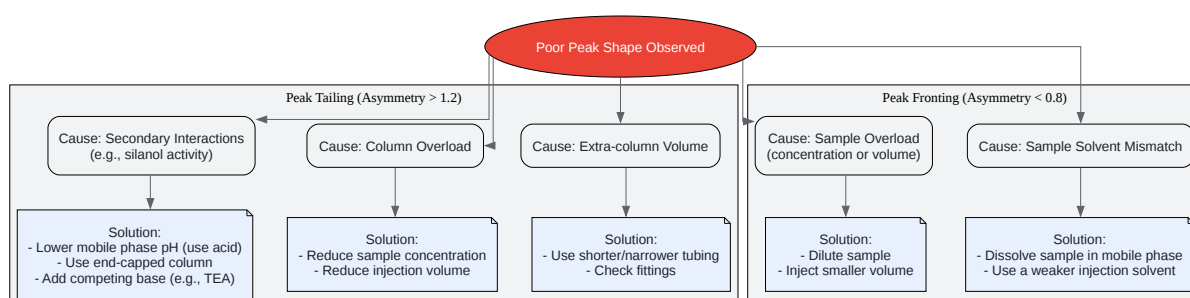 Poor Peak Shape Observed
Peak Tailing (Asymmetry > 1.2)
Cause: Secondary Interactions
(e.g., silanol activity)
Cause: Column Overload
Cause: Extra-column Volume
Solution:
- Lower mobile phase pH (use acid)
- Use end-capped column
- Add competing base (e.g., TEA)
Solution:
- Reduce sample concentration
- Reduce injection volume
Solution:
- Use shorter/narrower tubing
- Check fittings
Peak Fronting (Asymmetry < 0.8)
Cause: Sample Overload
(concentration or volume)
Cause: Sample Solvent Mismatch
Solution:
- Dilute sample
- Inject smaller volume
Solution:
- Dissolve sample in mobile phase
- Use a weaker injection solvent